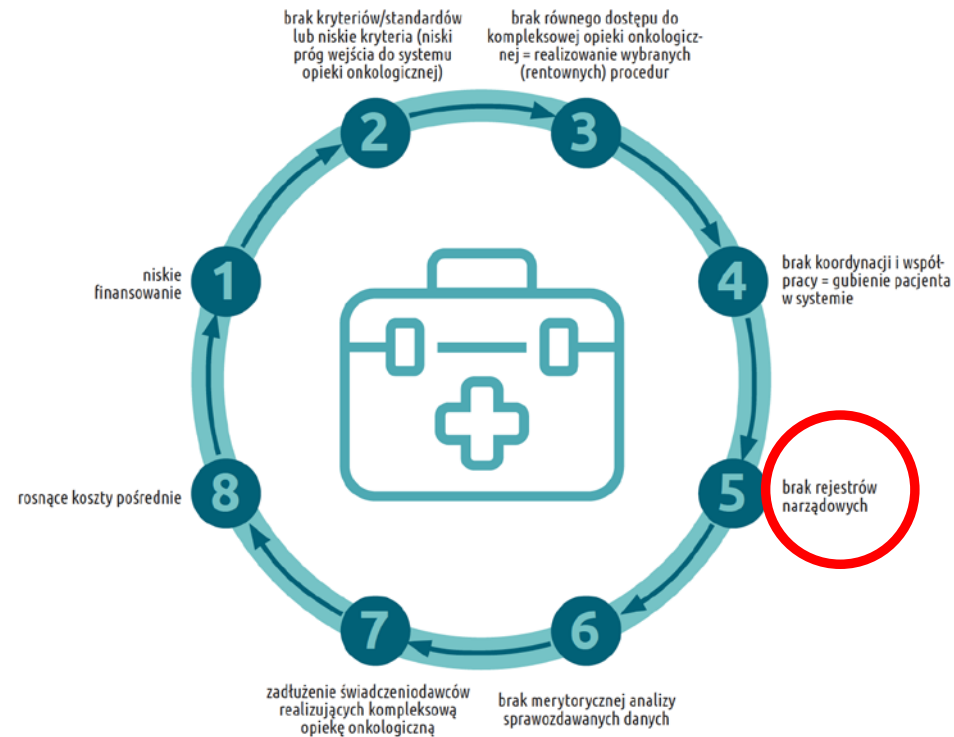 brak kryteriów/standardów
lub niskie kryteria (niski
próg wejścia do systemu
opieki onkologicznej)
brak równego dostępu do
kompleksowej opieki onkologicz-
nej = realizowanie wybranych
(rentownych) procedur
2
3
niskie
finansowanie
1
4
brak koordynacji i współ-
pracy = gubienie pacjenta
w systemie
rosnące koszty pośrednie
8
5
brak rejestrów
narządowych
7
6
zadłużenie świadczeniodawców
realizujących kompleksową
opiekę onkologiczną
brak merytorycznej analizy
sprawozdawanych danych